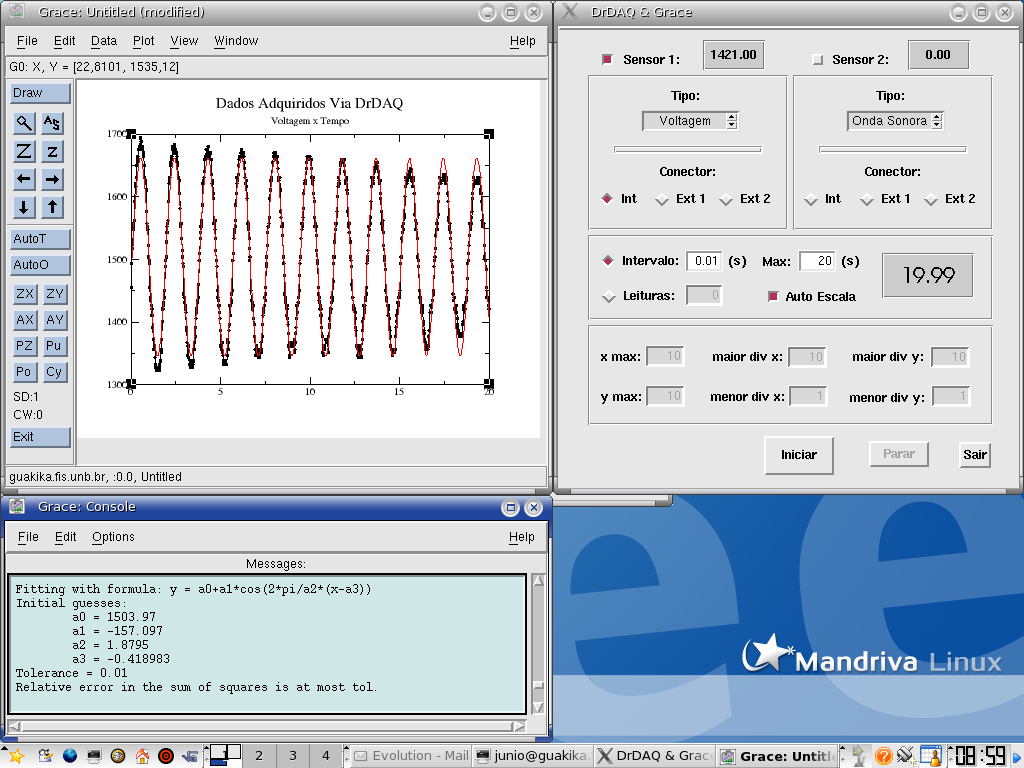 Grace: Untitled (modified)
File Edit Data Plot View Window Help
G0: X, Y = [22,8101, 1535,12]
Draw
A S
Z z
AutoT
AutoO
ZX ZY
AX AY
PZ Pu
Po Cy
SD:1
CW:0
Exit
Dados Adquiridos Via DrDAQ
Voltagem x Tempo
1700
1600
1500
1400
1300
0 5 10 15 20
guakika.fis.unb.br, :0.0, Untitled
DrDAQ & Grace
Sensor 1: 1421.00 Sensor 2: 0.00
Tipo: Tipo:
Voltagem Onda Sonora
Conector: Conector:
Int Ext 1 Ext 2 Int Ext 1 Ext 2
Intervalo: 0.01 (s) Max: 20 (s) 19.99
Leituras: 0 Auto Escala
x max: 10 maior div x: 10 maior div y: 10
y max: 10 menor div x: 1 menor div y: 1
Iniciar Parar Sair
Grace: Console
File Edit Options Help
Messages:
Fitting with formula: y = a0+a1*cos(2*pi/a2*(x-a3))
Initial guesses:
a0 = 1503.97
a1 = -157.097
a2 = 1.8795
a3 = -0.418983
Tolerance = 0.01
Relative error in the sum of squares is at most tol.
ee
Mandriva Linux
1 2 3 4 Evolution - Mail junio@guakika. DrDAQ & Grac Grace: Untitl 08:59